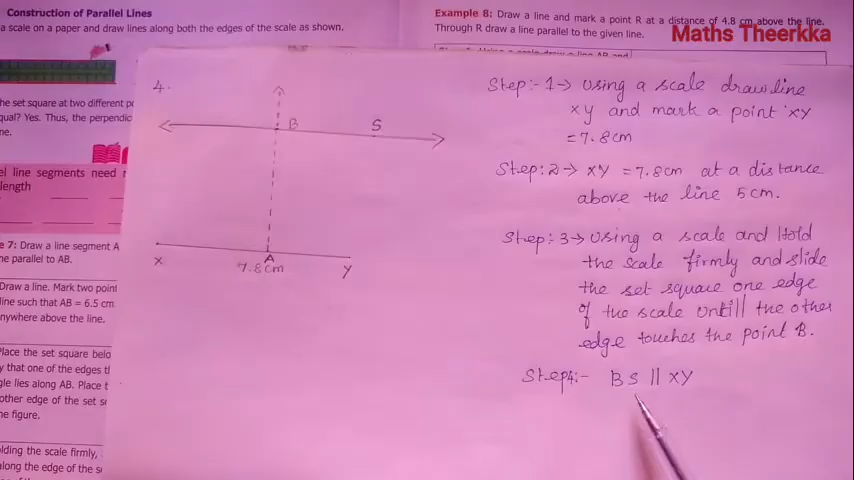 Construction of Parallel Lines
a scale on a paper and draw lines along both the edges of the scale as shown.
Example 8: Draw a line and mark a point R at a distance of 4.8 cm above the line.
Through R draw a line parallel to the given line.
Maths Theerkka
he set square at two different
qual? Yes. Thus, the perpendic
ne.
el line segments need
length
e 7: Draw a line segment A
ne parallel to AB.
Draw a line. Mark two point
line such that AB = 6.5 cm
nywhere above the line.
Place the set square belo
y that one of the edges
gle lies along AB. Place
other edge of the set
he figure.
lding the scale firmly,
along the edge of the
4.
B
S
X
A
7.8cm
Y
Step:-1→ Using a scale draw line
xy and mark a point xy
= 7.8cm
Step:2→ xy = 7.8cm at a distance
above the line 5cm.
Step:3→ Using a scale and Hold
the scale firmly and slide
the set square one edge
of the scale untill the other
edge touches the point B.
Step4:- BS || XY